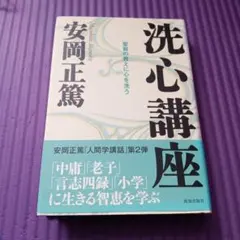 洗心講座
聖賢の教えに心を洗う
安岡正篤
安岡正篤「人間学講話」第2弾
「中庸」「老子」
「言志四録」「小学」
に生きる智恵を学ぶ
致知出版社